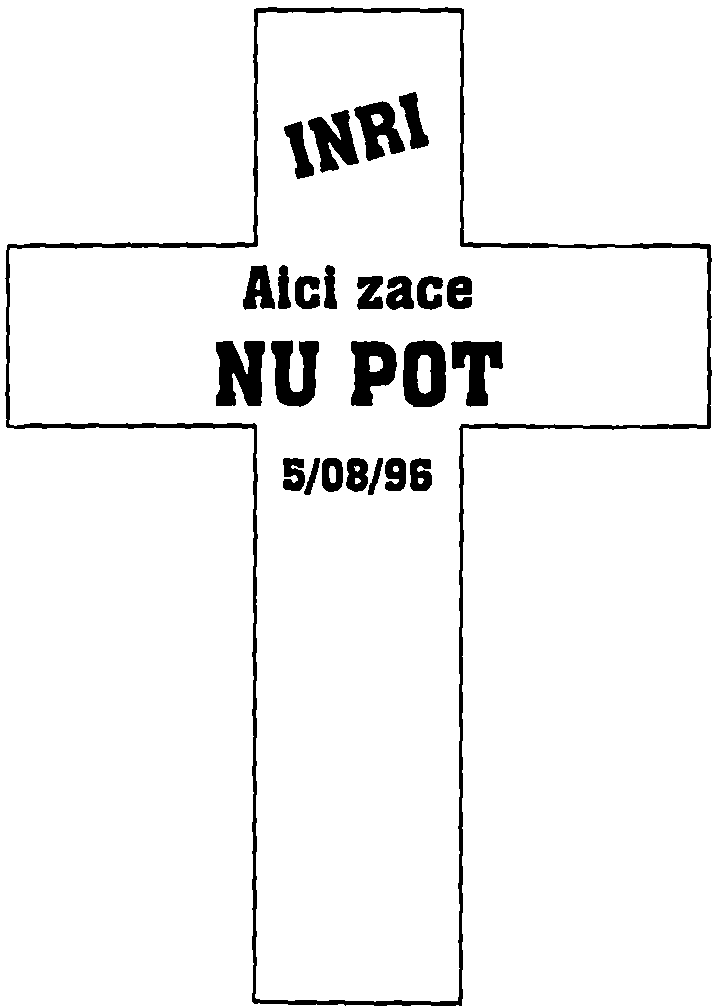 INRI
Aici zace
NU POT
5/08/96